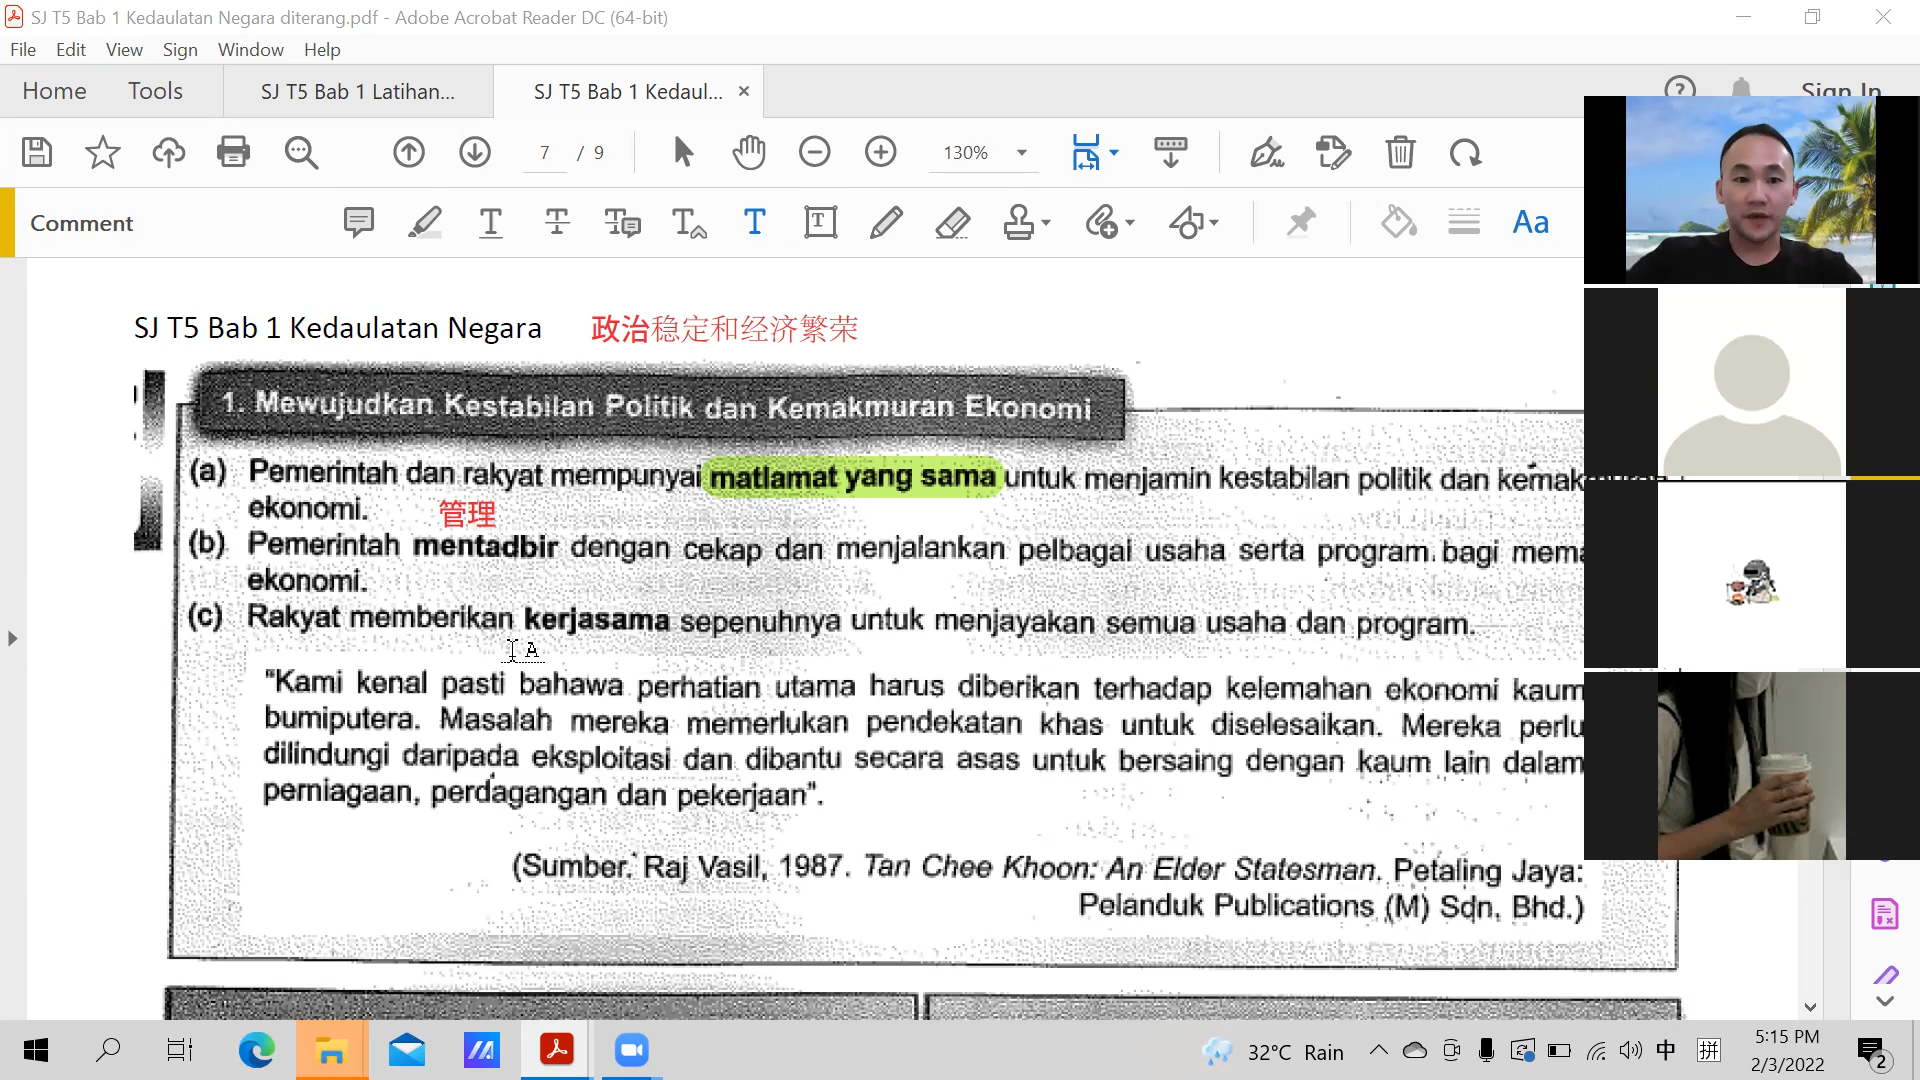 SJ T5 Bab 1 Kedaulatan Negara diterang.pdf - Adobe Acrobat Reader DC (64-bit)
File Edit View Sign Window Help
Home Tools SJ T5 Bab 1 Latihan... SJ T5 Bab 1 Kedaul... ×
Sign In
7 / 9 130%
Comment
Aa
SJ T5 Bab 1 Kedaulatan Negara 政治稳定和经济繁荣
1. Mewujudkan Kestabilan Politik dan Kemakmuran Ekonomi
(a) Pemerintah dan rakyat mempunyai matlamat yang sama untuk menjamin kestabilan politik dan kemakmuran
ekonomi. 管理
(b) Pemerintah mentadbir dengan cekap dan menjalankan pelbagai usaha serta program bagi
ekonomi.
(c) Rakyat memberikan kerjasama sepenuhnya untuk menjayakan semua usaha dan program.
"Kami kenal pasti bahawa perhatian utama harus diberikan terhadap kelemahan ekonomi kaum
bumiputera. Masalah mereka memerlukan pendekatan khas untuk diselesaikan. Mereka perlu
dilindungi daripada eksploitasi dan dibantu secara asas untuk bersaing dengan kaum lain dalam
perniagaan, perdagangan dan pekerjaan".
(Sumber: Raj Vasil, 1987. Tan Chee Khoon: An Elder Statesman. Petaling Jaya:
Pelanduk Publications (M) Sdn. Bhd.)
32°C Rain
中
拼
5:15 PM
2/3/2022
2